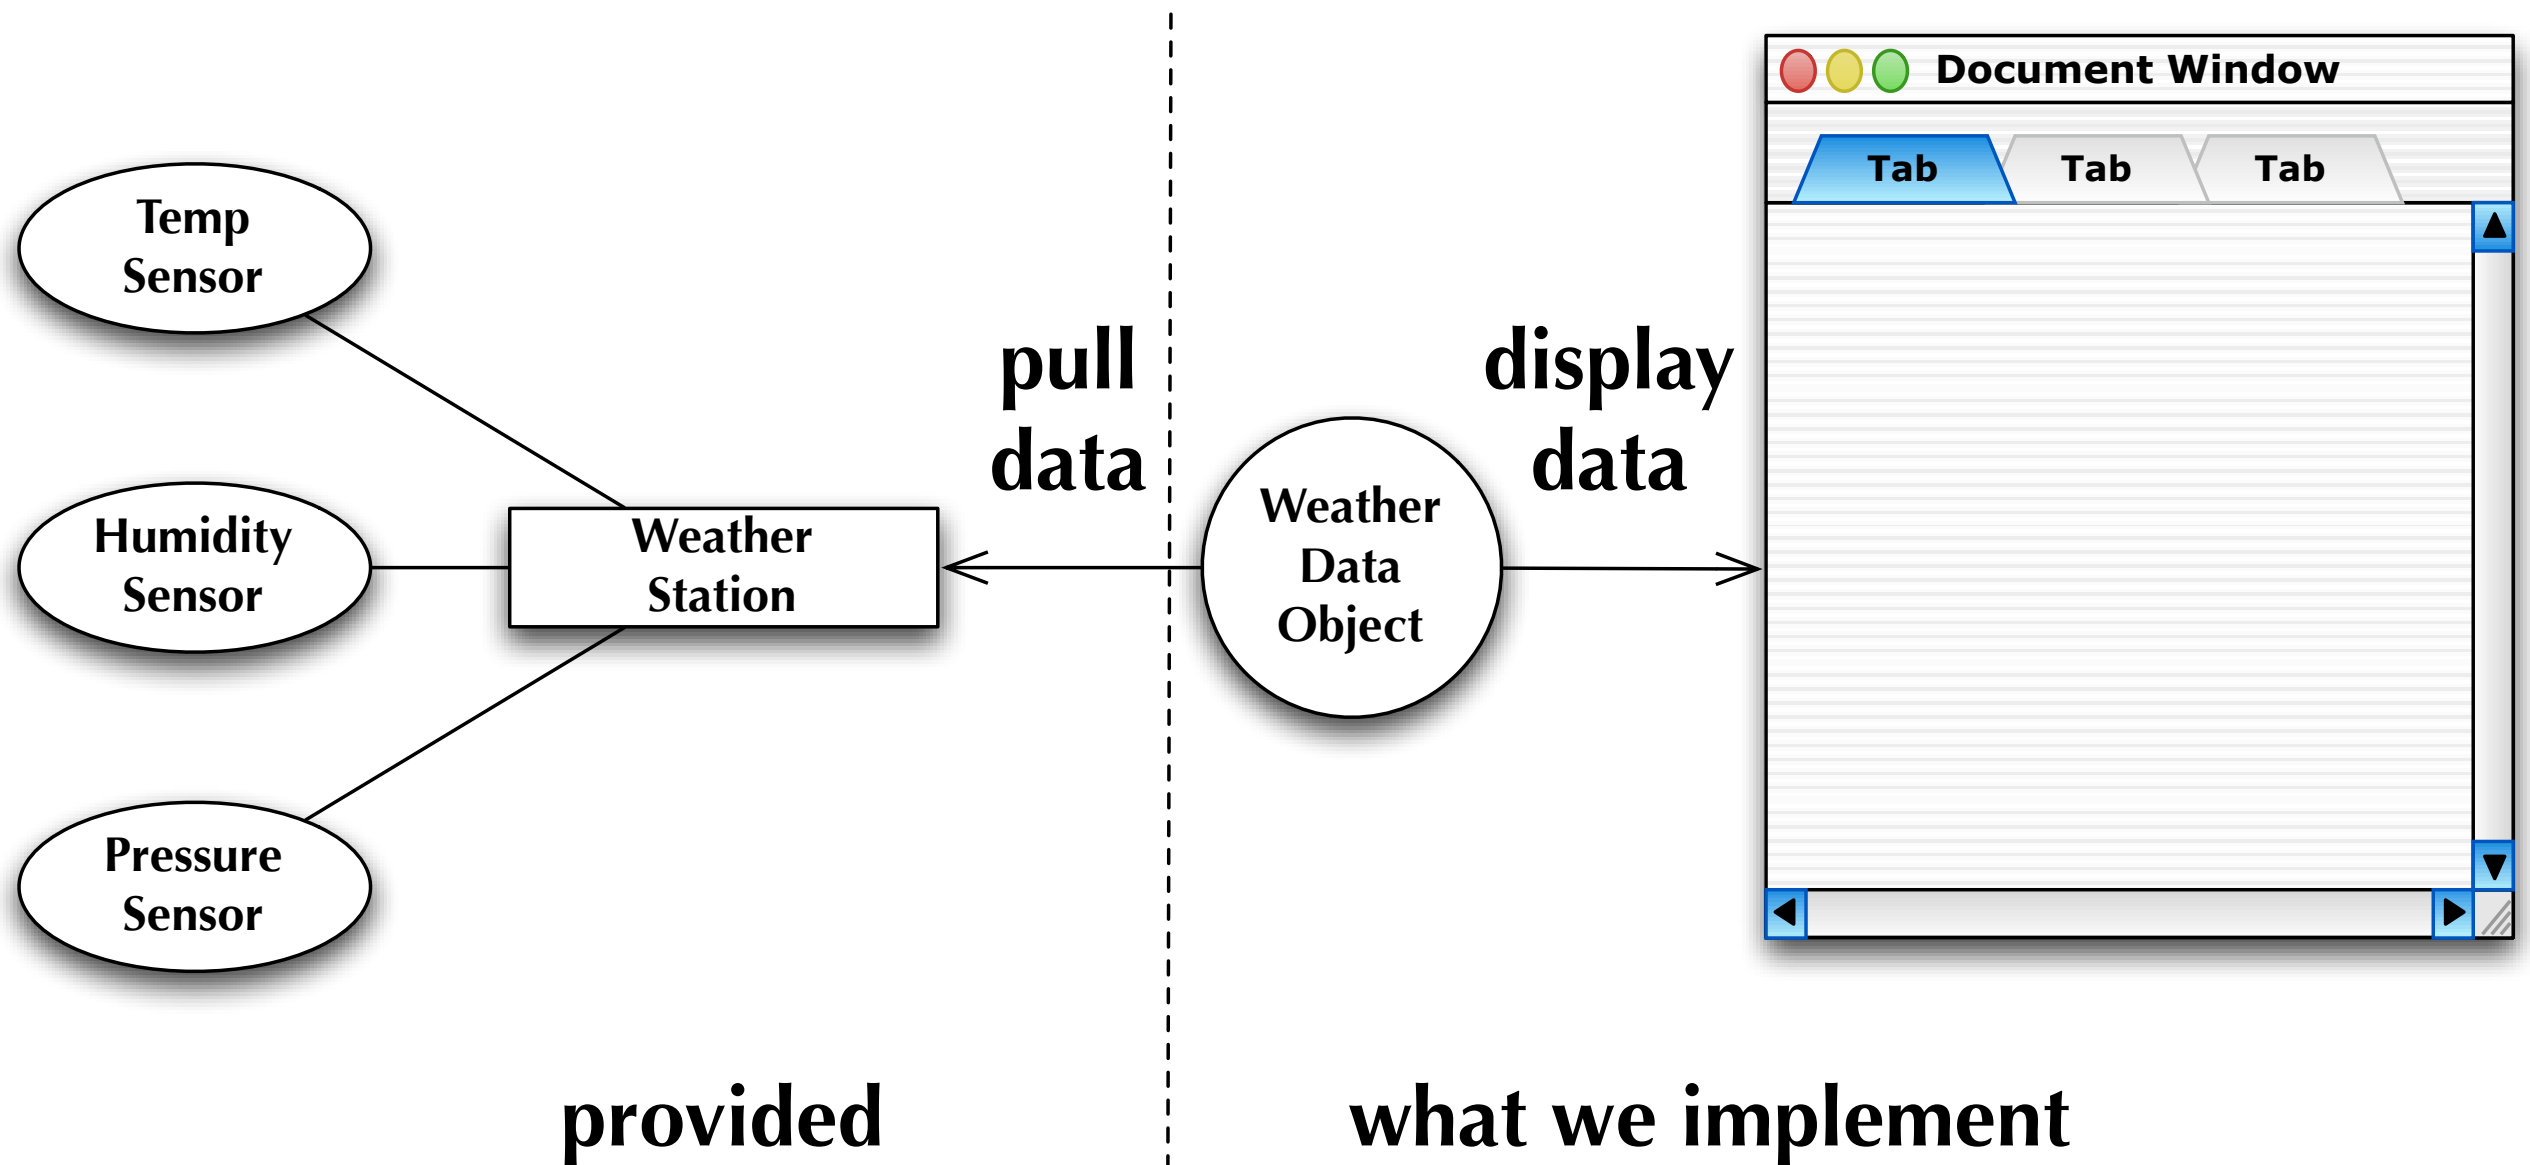 Document Window
Tab
Tab
Tab
Temp
Sensor
pull
data
display
data
Humidity
Sensor
Weather
Station
Weather
Data
Object
Pressure
Sensor
provided
what we implement